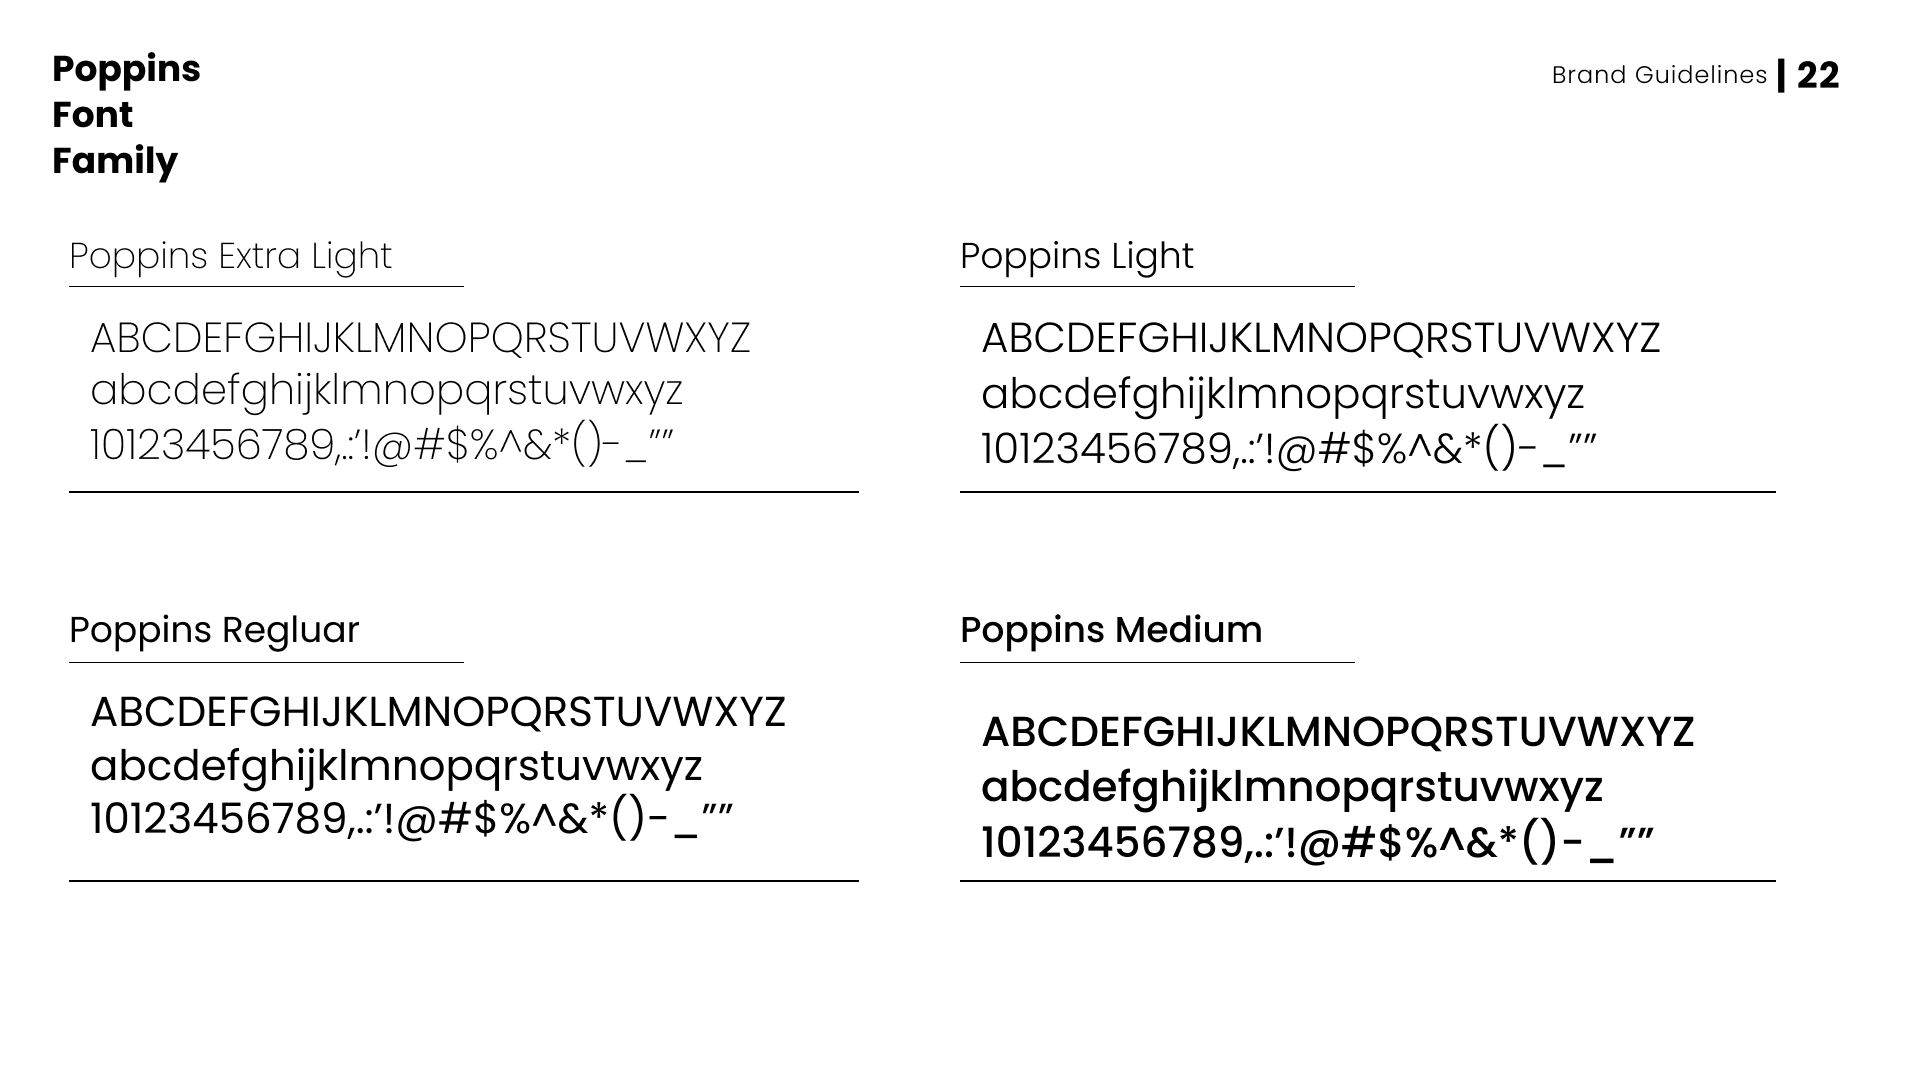 Poppins
Font
Family
Brand Guidelines | 22
Poppins Extra Light
ABCDEFGHIJKLMNOPQRSTUVWXYZ
abcdefghijklmnopqrstuvwxyz
10123456789,.:’!@#$%^&*()-_””
Poppins Light
ABCDEFGHIJKLMNOPQRSTUVWXYZ
abcdefghijklmnopqrstuvwxyz
10123456789,.:’!@#$%^&*()-_””
Poppins Regluar
ABCDEFGHIJKLMNOPQRSTUVWXYZ
abcdefghijklmnopqrstuvwxyz
10123456789,.:’!@#$%^&*()-_””
Poppins Medium
ABCDEFGHIJKLMNOPQRSTUVWXYZ
abcdefghijklmnopqrstuvwxyz
10123456789,.:’!@#$%^&*()-_””